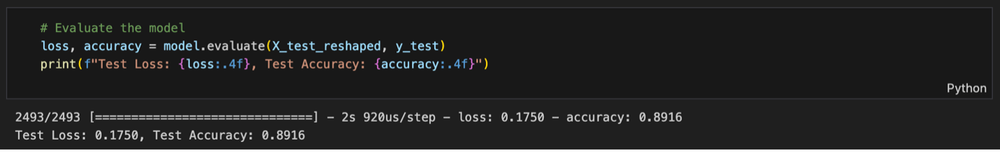 # Evaluate the model
loss, accuracy = model.evaluate(X_test_reshaped, y_test)
print(f"Test Loss: {loss:.4f}, Test Accuracy: {accuracy:.4f}")
Python
2493/2493 [==============================] - 2s 920us/step - loss: 0.1750 - accuracy: 0.8916
Test Loss: 0.1750, Test Accuracy: 0.8916